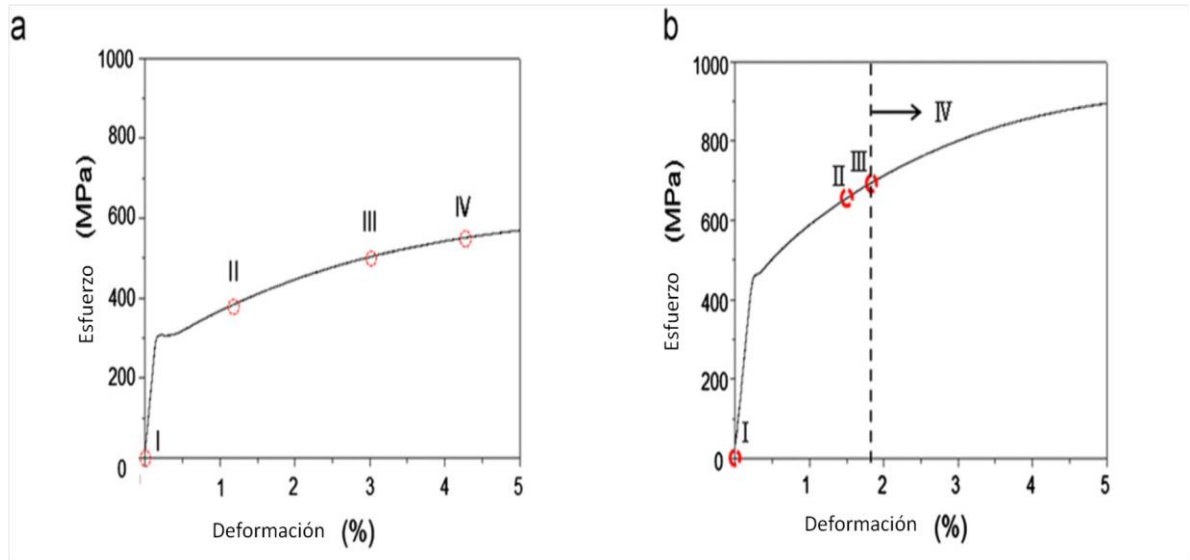 a
1000
800
600
400
200
0
Esfuerzo (MPa)
I
II
III
IV
1 2 3 4 5
Deformación (%)
b
1000
800
600
400
200
0
Esfuerzo (MPa)
I
II
III
IV
1 2 3 4 5
Deformación (%)